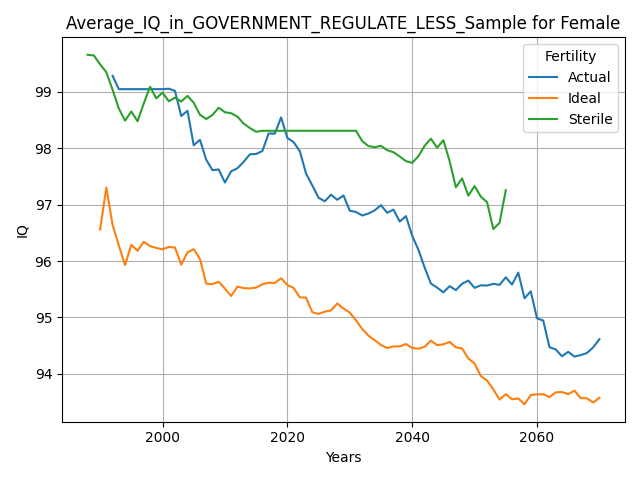 Average_IQ_in_GOVERNMENT_REGULATE_LESS_Sample for Female
Fertility
Actual
Ideal
Sterile
99
98
97
96
95
94
IQ
2000
2020
2040
2060
Years